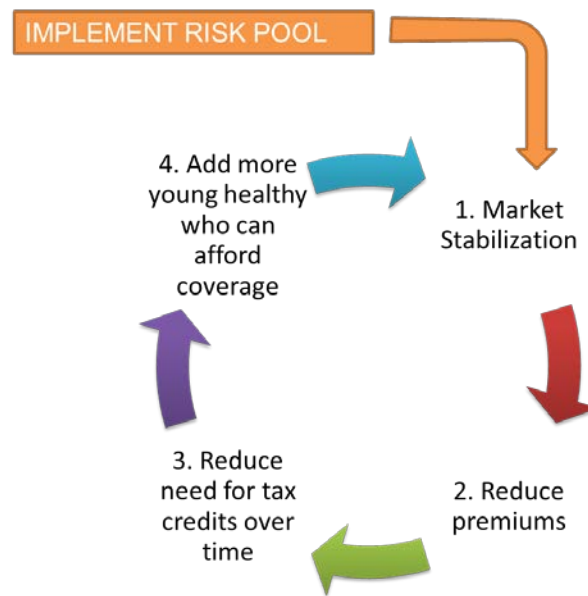 IMPLEMENT RISK POOL
1. Market
Stabilization
2. Reduce
premiums
3. Reduce
need for tax
credits over
time
4. Add more
young healthy
who can
afford
coverage